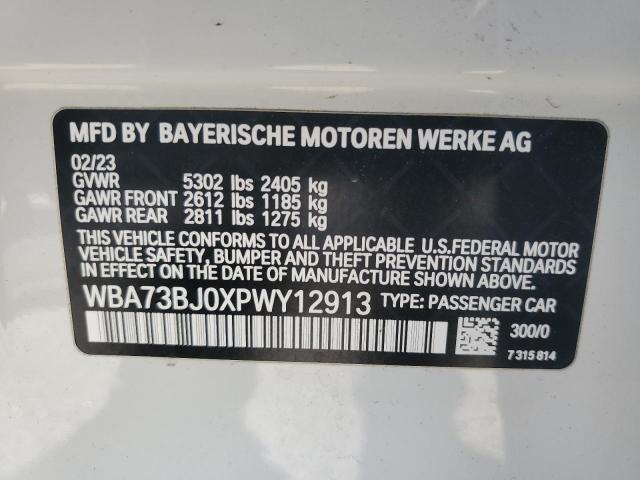 MFD BY BAYERISCHE MOTOREN WERKE AG
02/23
GVWR 5302 lbs 2405 kg
GAWR FRONT 2612 lbs 1185 kg
GAWR REAR 2811 lbs 1275 kg
THIS VEHICLE CONFORMS TO ALL APPLICABLE U.S.FEDERAL MOTOR
VEHICLE SAFETY, BUMPER AND THEFT PREVENTION STANDARDS IN
EFFECT ON THE DATE OF MANUFACTURE SHOWN ABOVE.
WBA73BJ0XPWY12913 TYPE: PASSENGER CAR
300/0
7 315 814